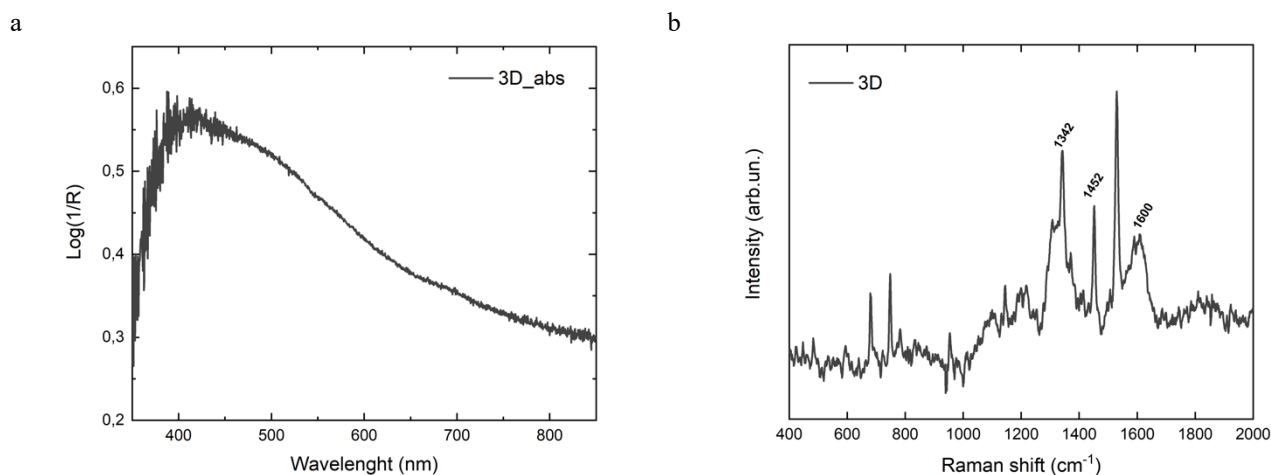 a
3D_abs
0,6
0,5
0,4
0,3
0,2
Log(1/R)
400 500 600 700 800
Wavelenght (nm)
b
3D
1342
1452
1600
Intensity (arb.un.)
400 600 800 1000 1200 1400 1600 1800 2000
Raman shift (cm⁻¹)